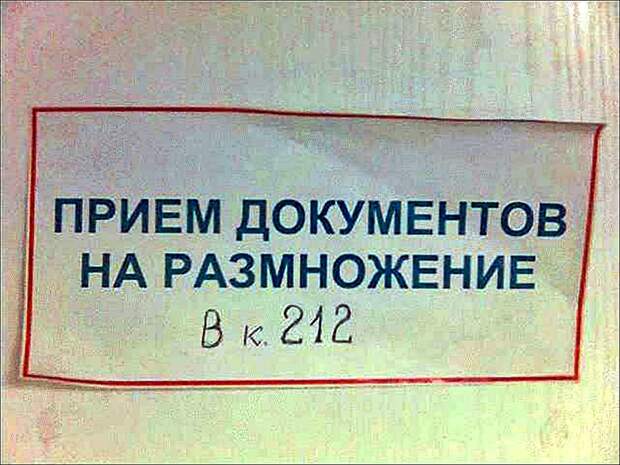 ПРИЕМ ДОКУМЕНТОВ
НА РАЗМНОЖЕНИЕ
В к. 212